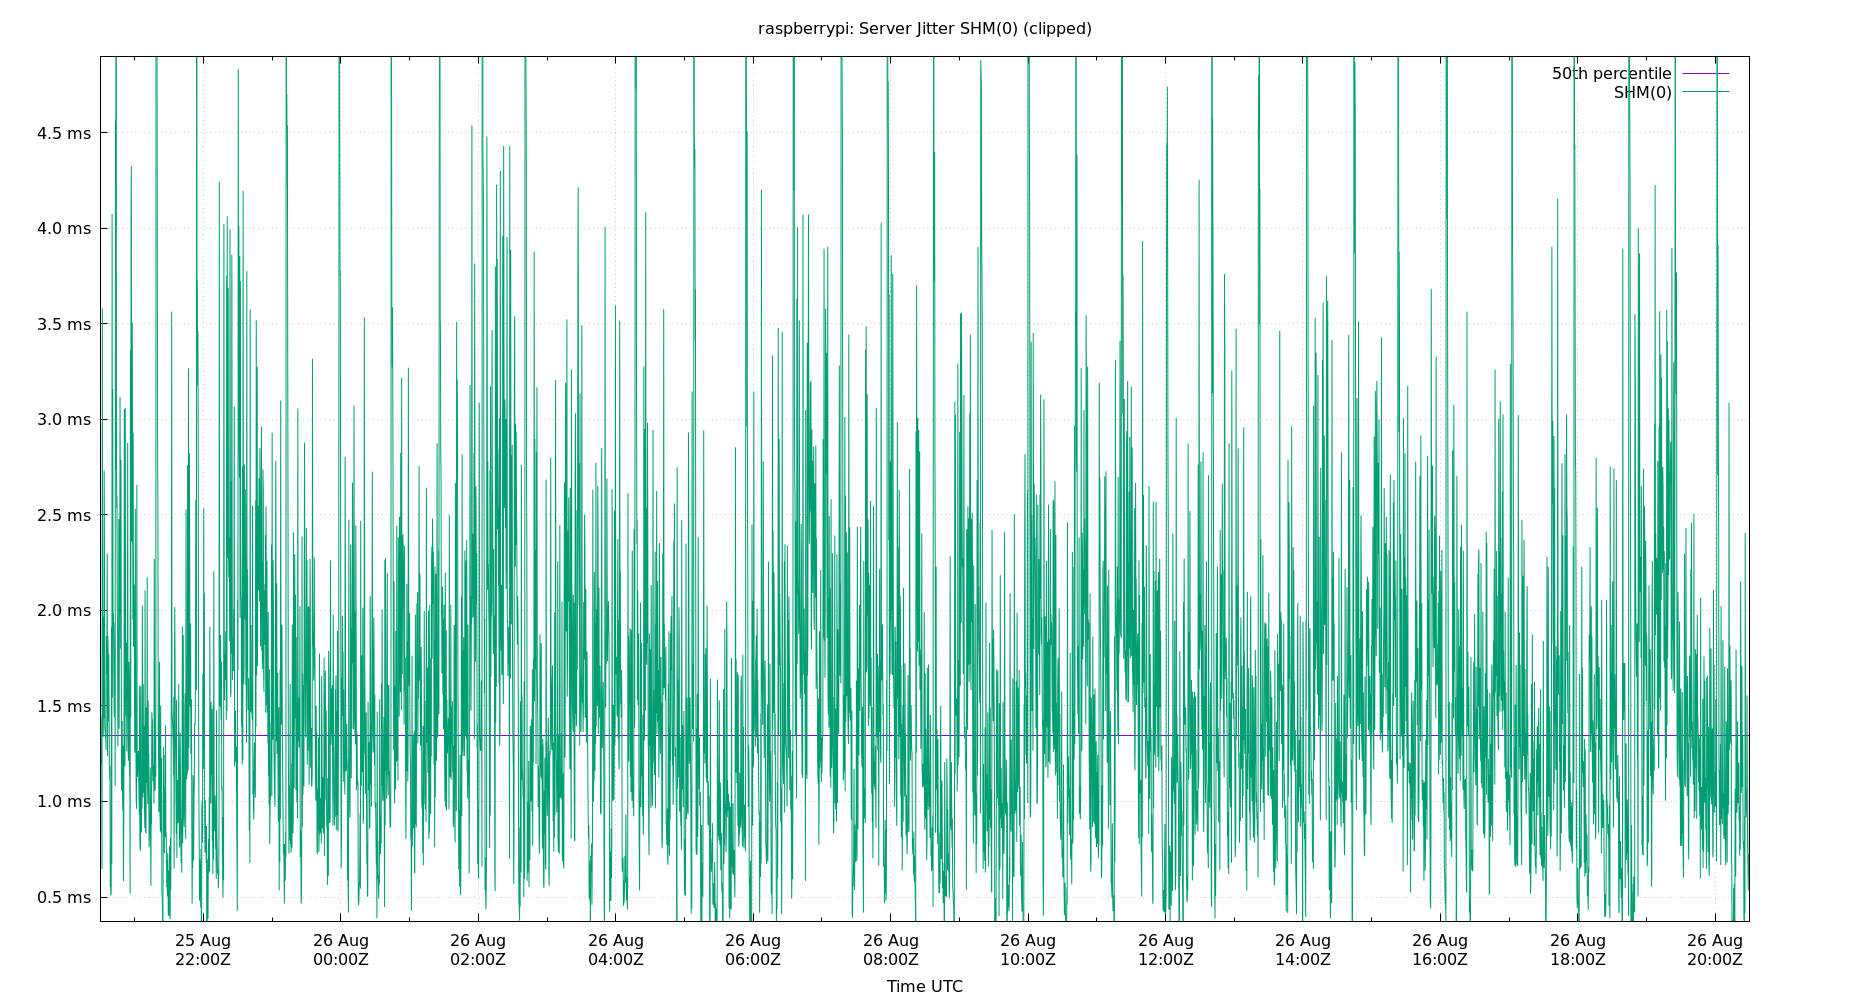 raspberrypi: Server Jitter SHM(0) (clipped)
50th percentile
SHM(0)
4.5 ms
4.0 ms
3.5 ms
3.0 ms
2.5 ms
2.0 ms
1.5 ms
1.0 ms
0.5 ms
25 Aug 26 Aug 26 Aug 26 Aug 26 Aug 26 Aug 26 Aug 26 Aug 26 Aug 26 Aug 26 Aug 26 Aug
22:00Z 00:00Z 02:00Z 04:00Z 06:00Z 08:00Z 10:00Z 12:00Z 14:00Z 16:00Z 18:00Z 20:00Z
Time UTC